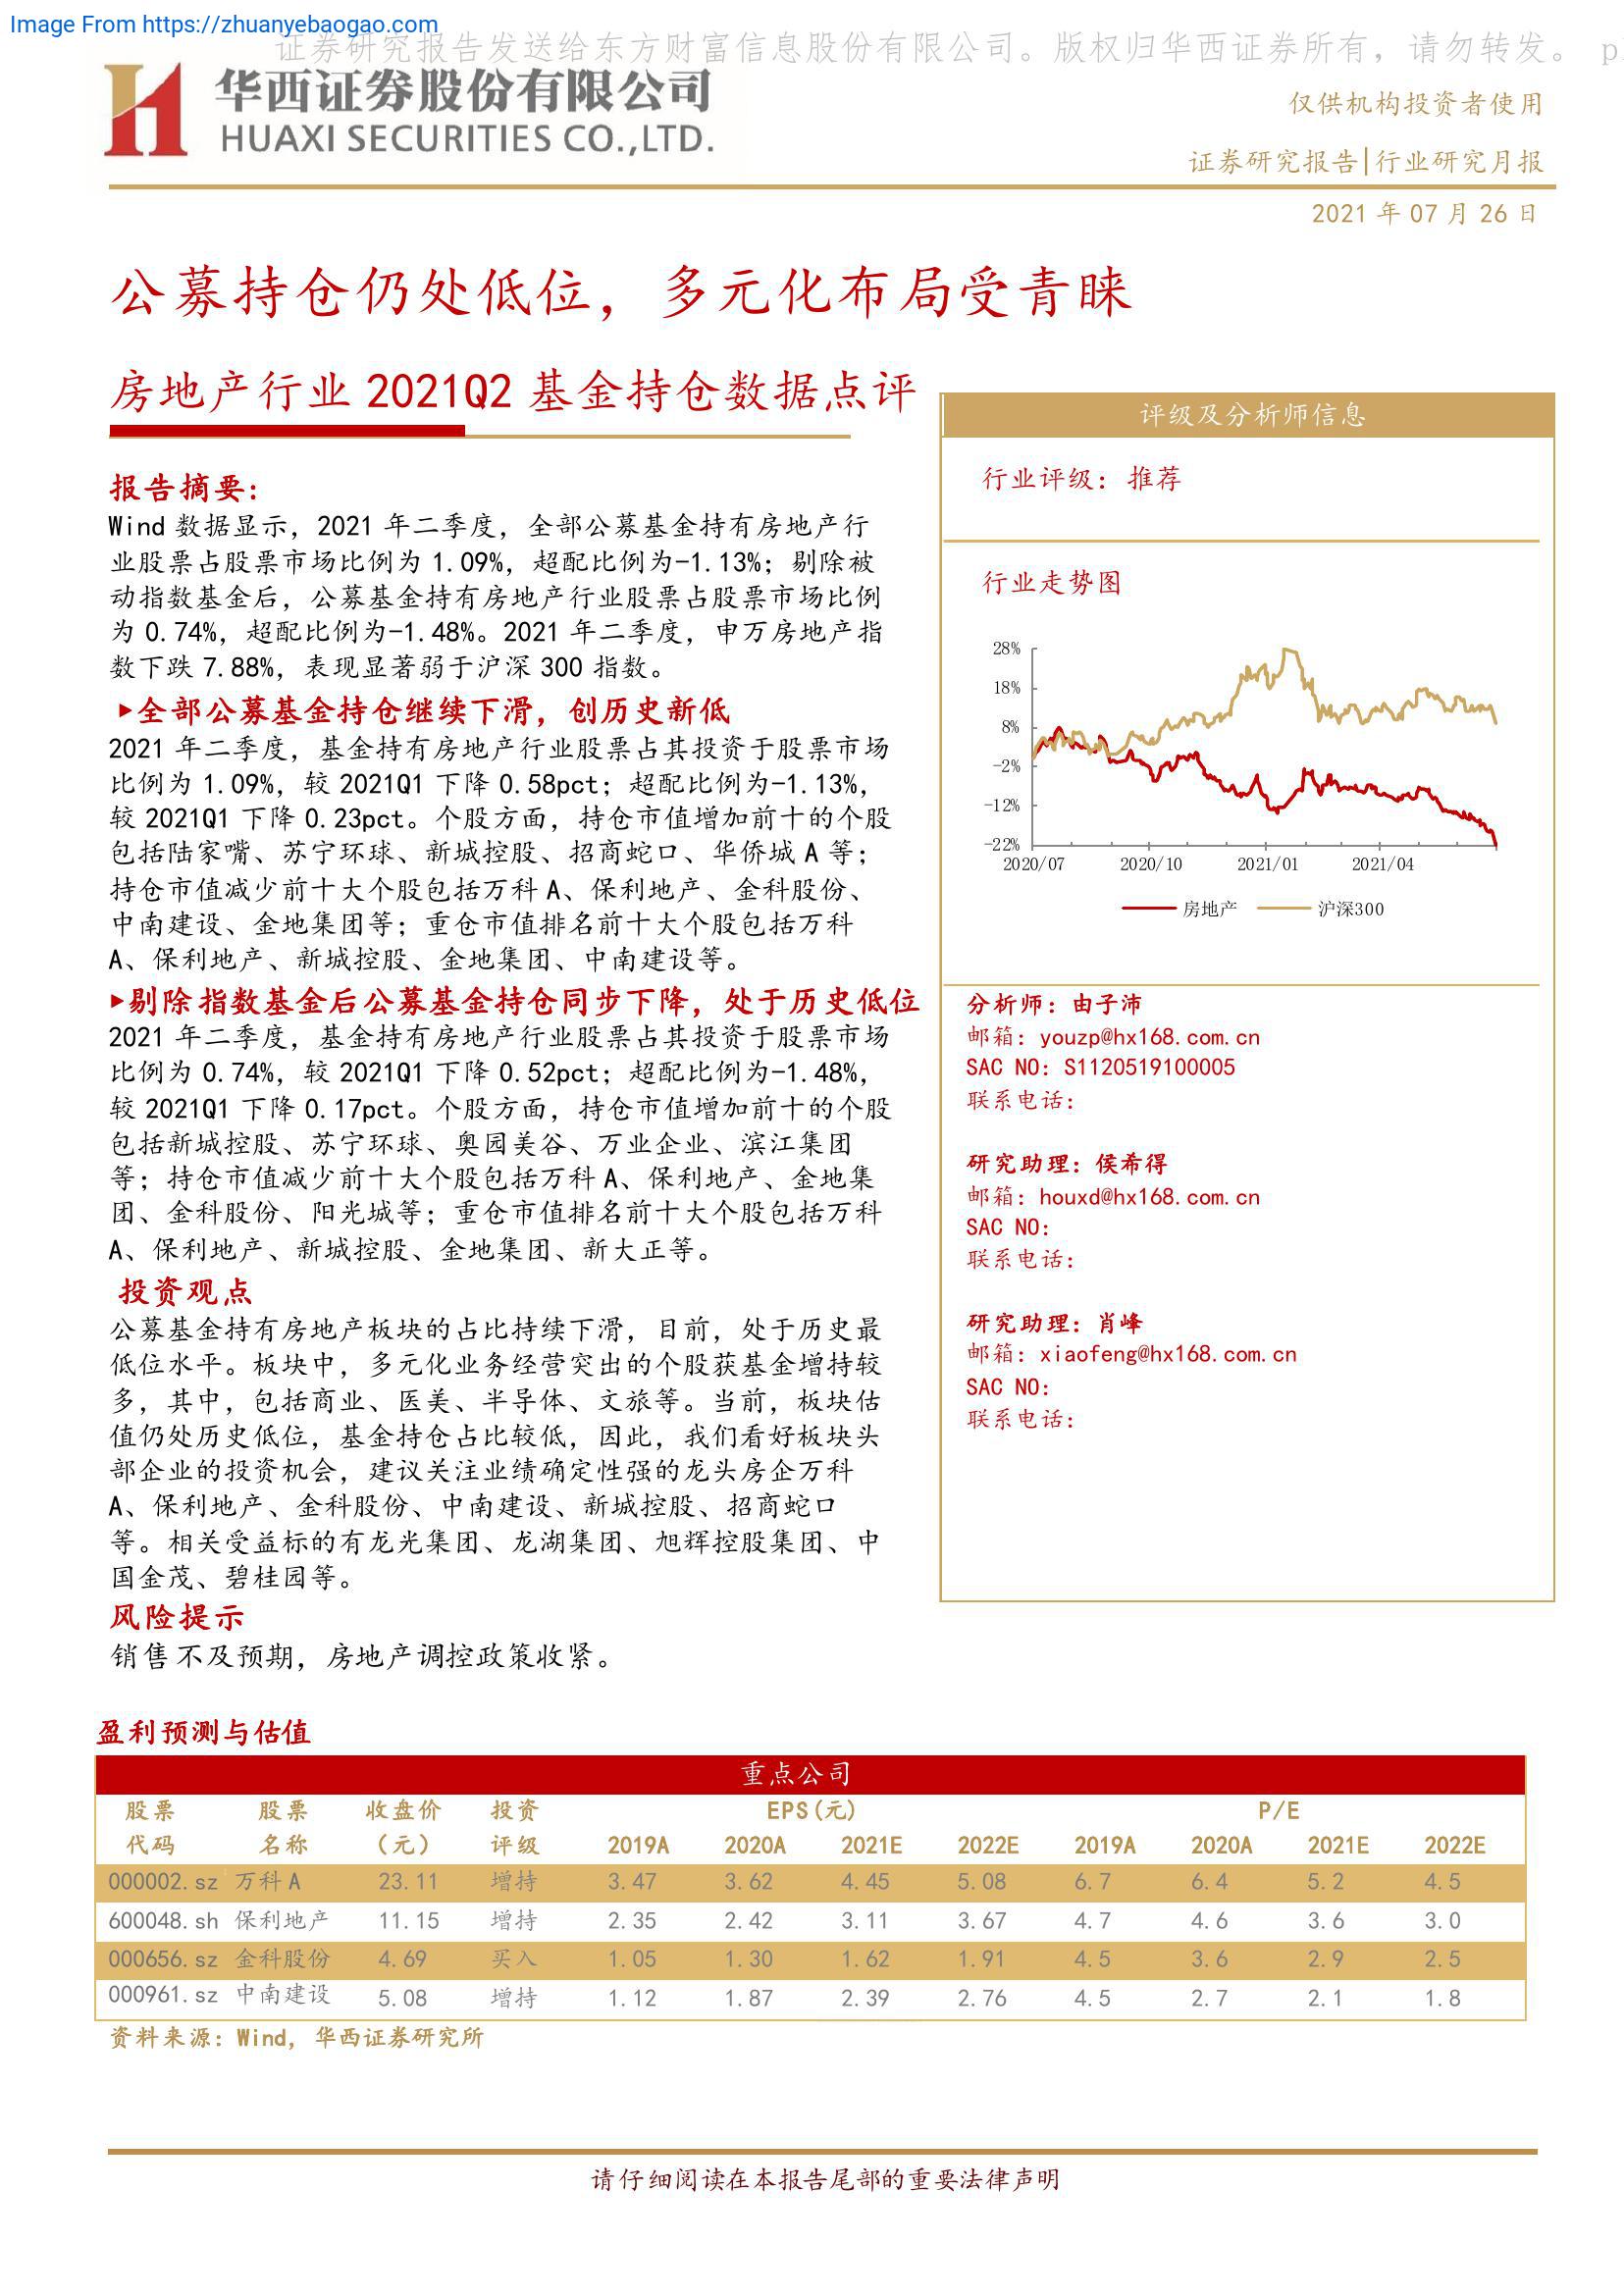 Image From https://zhuanyebaogao.com
证券研究报告发送给东方财富信息股份有限公司。版权归华西证券所有，请勿转发。 p
华西证券股份有限公司
HUAXI SECURITIES CO.,LTD.
仅供机构投资者使用
证券研究报告|行业研究月报
2021 年 07 月 26 日
公募持仓仍处低位，多元化布局受青睐
房地产行业 2021Q2 基金持仓数据点评
报告摘要:
Wind 数据显示，2021 年二季度，全部公募基金持有房地产行
业股票占股票市场比例为 1.09%，超配比例为-1.13%；剔除被
动指数基金后，公募基金持有房地产行业股票占股票市场比例
为 0.74%，超配比例为-1.48%。2021 年二季度，申万房地产指
数下跌 7.88%，表现显著弱于沪深 300 指数。
▸全部公募基金持仓继续下滑，创历史新低
2021 年二季度，基金持有房地产行业股票占其投资于股票市场
比例为 1.09%，较 2021Q1 下降 0.58pct；超配比例为-1.13%，
较 2021Q1 下降 0.23pct。个股方面，持仓市值增加前十的个股
包括陆家嘴、苏宁环球、新城控股、招商蛇口、华侨城 A 等；
持仓市值减少前十大个股包括万科 A、保利地产、金科股份、
中南建设、金地集团等；重仓市值排名前十大个股包括万科
A、保利地产、新城控股、金地集团、中南建设等。
▸剔除指数基金后公募基金持仓同步下降，处于历史低位
2021 年二季度，基金持有房地产行业股票占其投资于股票市场
比例为 0.74%，较 2021Q1 下降 0.52pct；超配比例为-1.48%，
较 2021Q1 下降 0.17pct。个股方面，持仓市值增加前十的个股
包括新城控股、苏宁环球、奥园美谷、万业企业、滨江集团
等；持仓市值减少前十大个股包括万科 A、保利地产、金地集
团、金科股份、阳光城等；重仓市值排名前十大个股包括万科
A、保利地产、新城控股、金地集团、新大正等。
投资观点
公募基金持有房地产板块的占比持续下滑，目前，处于历史最
低位水平。板块中，多元化业务经营突出的个股获基金增持较
多，其中，包括商业、医美、半导体、文旅等。当前，板块估
值仍处历史低位，基金持仓占比较低，因此，我们看好板块头
部企业的投资机会，建议关注业绩确定性强的龙头房企万科
A、保利地产、金科股份、中南建设、新城控股、招商蛇口
等。相关受益标的有龙光集团、龙湖集团、旭辉控股集团、中
国金茂、碧桂园等。
风险提示
销售不及预期，房地产调控政策收紧。
评级及分析师信息
行业评级：推荐
行业走势图
28%
18%
8%
-2%
-12%
-22%
2020/07 2020/10 2021/01 2021/04
房地产 沪深300
分析师：由子沛
邮箱：youzp@hx168.com.cn
SAC NO：S1120519100005
联系电话：
研究助理：侯希得
邮箱：houxd@hx168.com.cn
SAC NO：
联系电话：
研究助理：肖峰
邮箱：xiaofeng@hx168.com.cn
SAC NO：
联系电话：
盈利预测与估值
重点公司
股票 股票 收盘价 投资 EPS(元) P/E
代码 名称 （元） 评级 2019A 2020A 2021E 2022E 2019A 2020A 2021E 2022E
000002.sz 万科 A 23.11 增持 3.47 3.62 4.45 5.08 6.7 6.4 5.2 4.5
600048.sh 保利地产 11.15 增持 2.35 2.42 3.11 3.67 4.7 4.6 3.6 3.0
000656.sz 金科股份 4.69 买入 1.05 1.30 1.62 1.91 4.5 3.6 2.9 2.5
000961.sz 中南建设 5.08 增持 1.12 1.87 2.39 2.76 4.5 2.7 2.1 1.8
资料来源：Wind，华西证券研究所
请仔细阅读在本报告尾部的重要法律声明